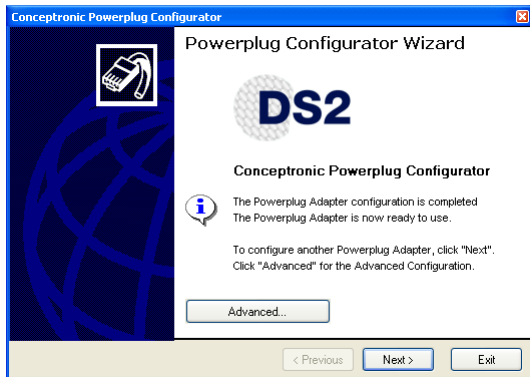 Conceptronic Powerplug Configurator
Powerplug Configurator Wizard
DS2
Conceptronic Powerplug Configurator
The Powerplug Adapter configuration is completed
The Powerplug Adapter is now ready to use.
To configure another Powerplug Adapter, click "Next".
Click "Advanced" for the Advanced Configuration.
Advanced...
< Previous
Next >
Exit